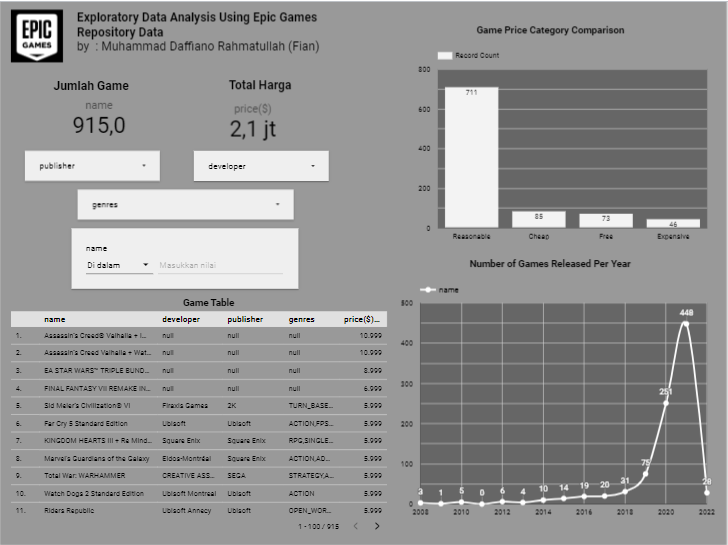 EPIC
GAMES
Exploratory Data Analysis Using Epic Games
Repository Data
by : Muhammad Daffiano Rahmatullah (Fian)
Jumlah Game
name
915,0
Total Harga
price($)
2,1 jt
publisher
developer
genres
name
Di dalam
Masukkan nilai
Game Table
name developer publisher genres price($)...
1. Assassin's Creed® Valhalla + I... null null null 10.999
2. Assassin's Creed Valhalla + Wat... null null null 10.999
3. EA STAR WARS™ TRIPLE BUND... null null null 8.999
4. FINAL FANTASY VII REMAKE IN... null null null 6.999
5. Sid Meier's Civilization® VI Firaxis Games 2K TURN_BASE... 5.999
6. Far Cry 5 Standard Edition Ubisoft Ubisoft ACTION,FPS... 5.999
7. KINGDOM HEARTS III + Re Mind... Square Enix Square Enix RPG,SINGLE... 5.999
8. Marvel's Guardians of the Galaxy Eidos-Montréal Square Enix ACTION,AD... 5.999
9. Total War: WARHAMMER CREATIVE ASS... SEGA STRATEGY,A... 5.999
10. Watch Dogs 2 Standard Edition Ubisoft Montreal Ubisoft ACTION 5.999
11. Riders Republic Ubisoft Annecy Ubisoft OPEN_WOR... 5.999
1 - 100 / 915
Game Price Category Comparison
Record Count
800
600
400
200
0
711
85
73
46
Reasonable Cheap Free Expensive
Number of Games Released Per Year
name
400
300
200
100
0
3 1 5 0 6 4 10 14 19 20 31 75 251 448 28
2008 2010 2012 2014 2016 2018 2020 2022